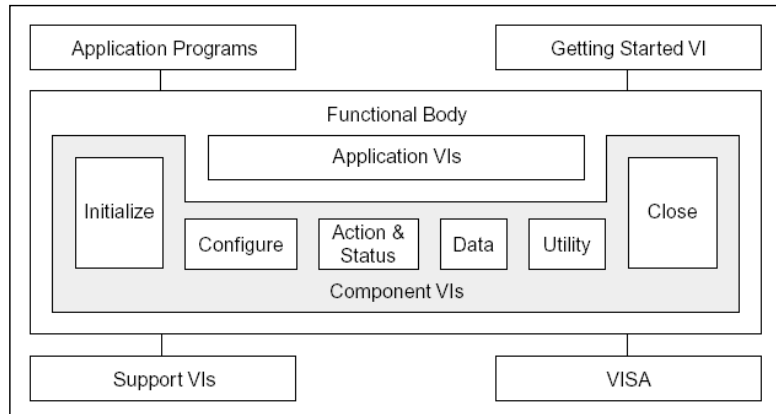 Application Programs
Getting Started VI
Functional Body
Application VIs
Initialize
Close
Configure
Action &
Status
Data
Utility
Component VIs
Support VIs
VISA